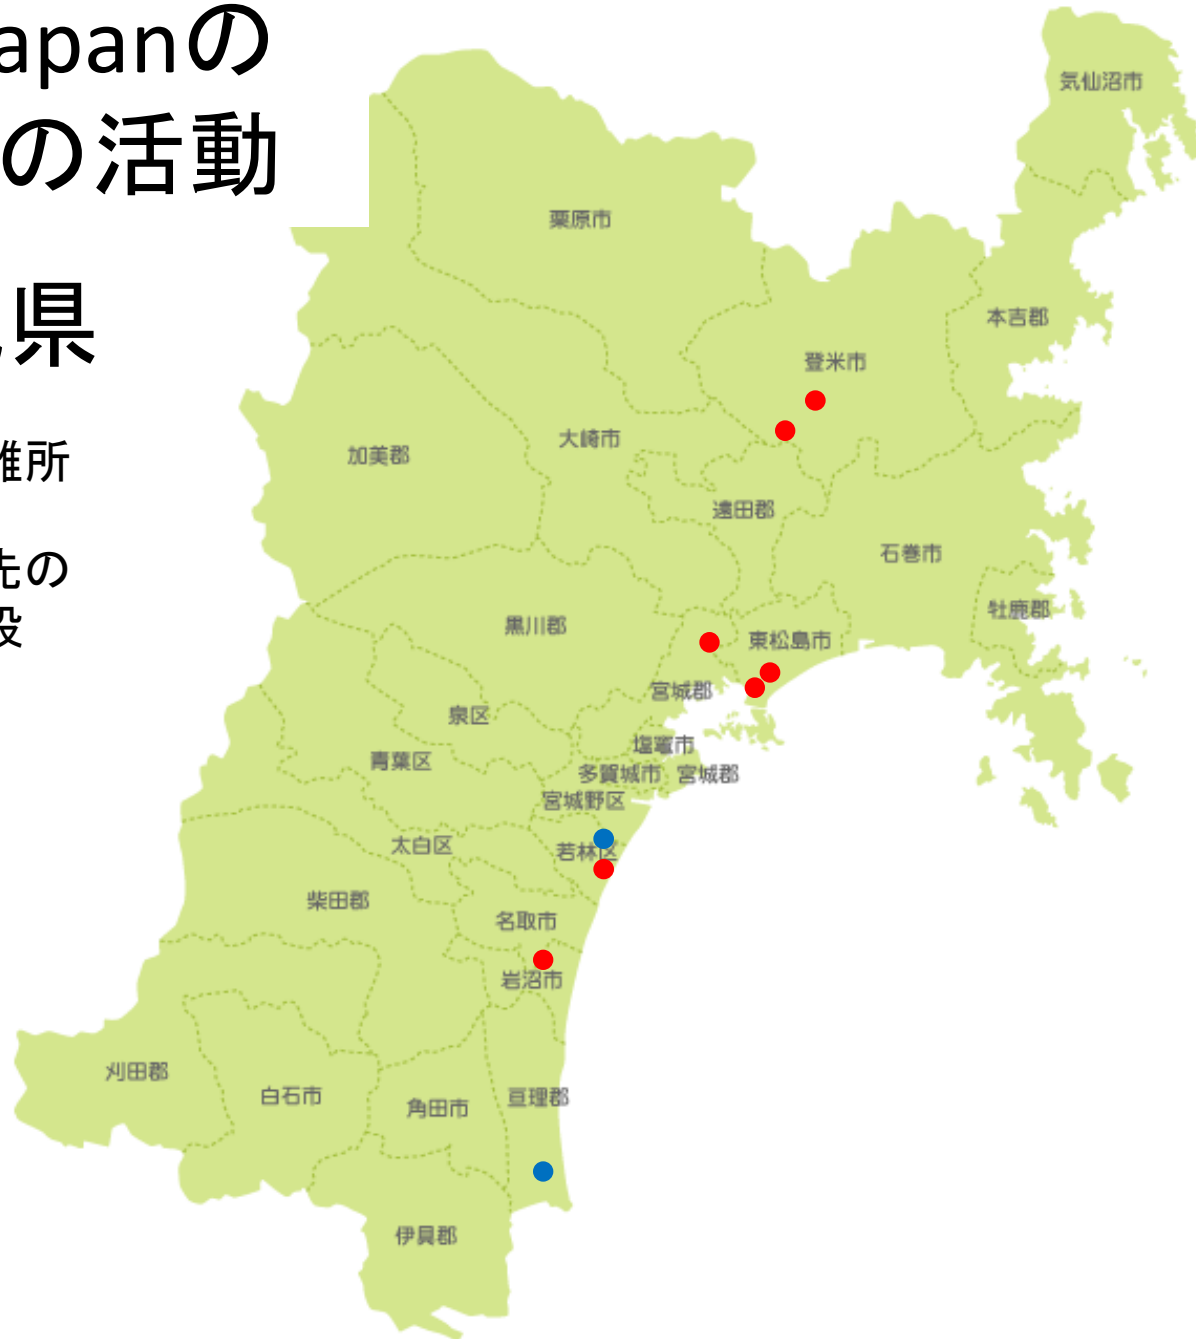 apanの
の活動
県
難所
先の
設
気仙沼市
栗原市
本吉郡
登米市
大崎市
加美郡
遠田郡
石巻市
牡鹿郡
黒川郡
東松島市
宮城郡
泉区
塩竈市
青葉区
多賀城市 宮城郡
宮城野区
太白区
若林区
柴田郡
名取市
岩沼市
刈田郡
白石市
角田市
亘理郡
伊具郡